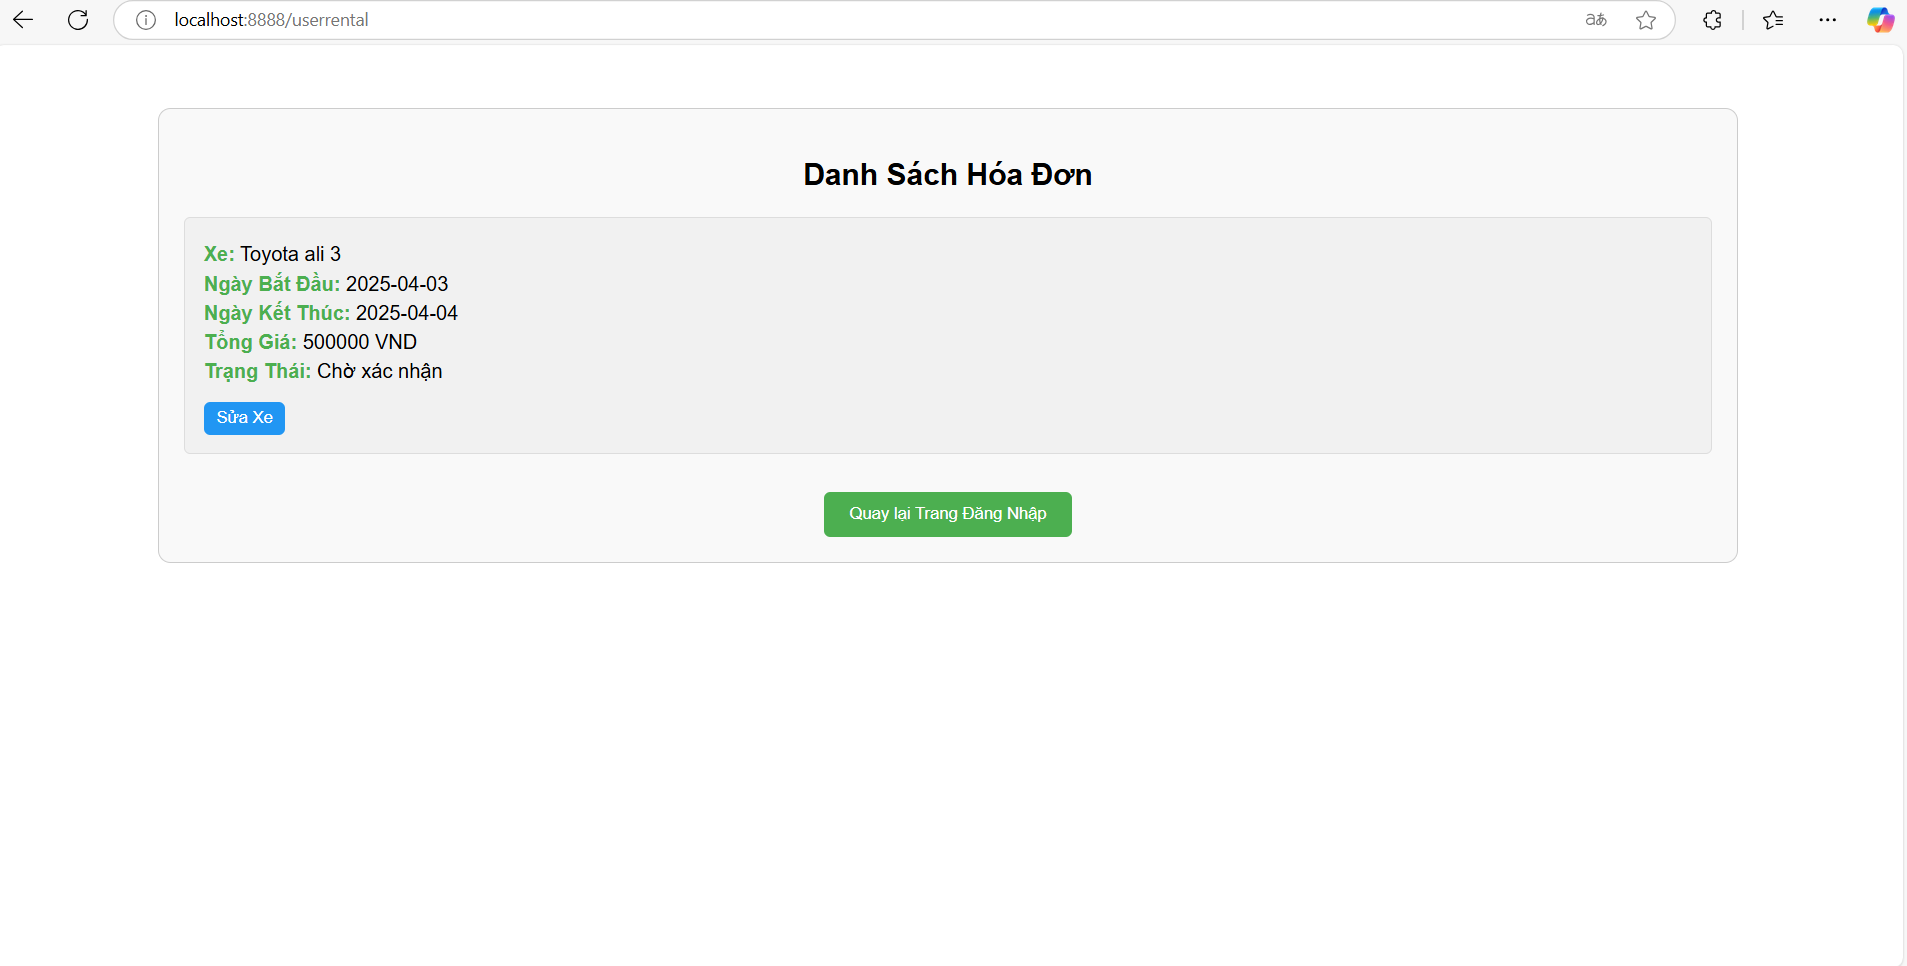 localhost:8888/userrental
aあ
Danh Sách Hóa Đơn
Xe: Toyota ali 3
Ngày Bắt Đầu: 2025-04-03
Ngày Kết Thúc: 2025-04-04
Tổng Giá: 500000 VND
Trạng Thái: Chờ xác nhận
Sửa Xe
Quay lại Trang Đăng Nhập